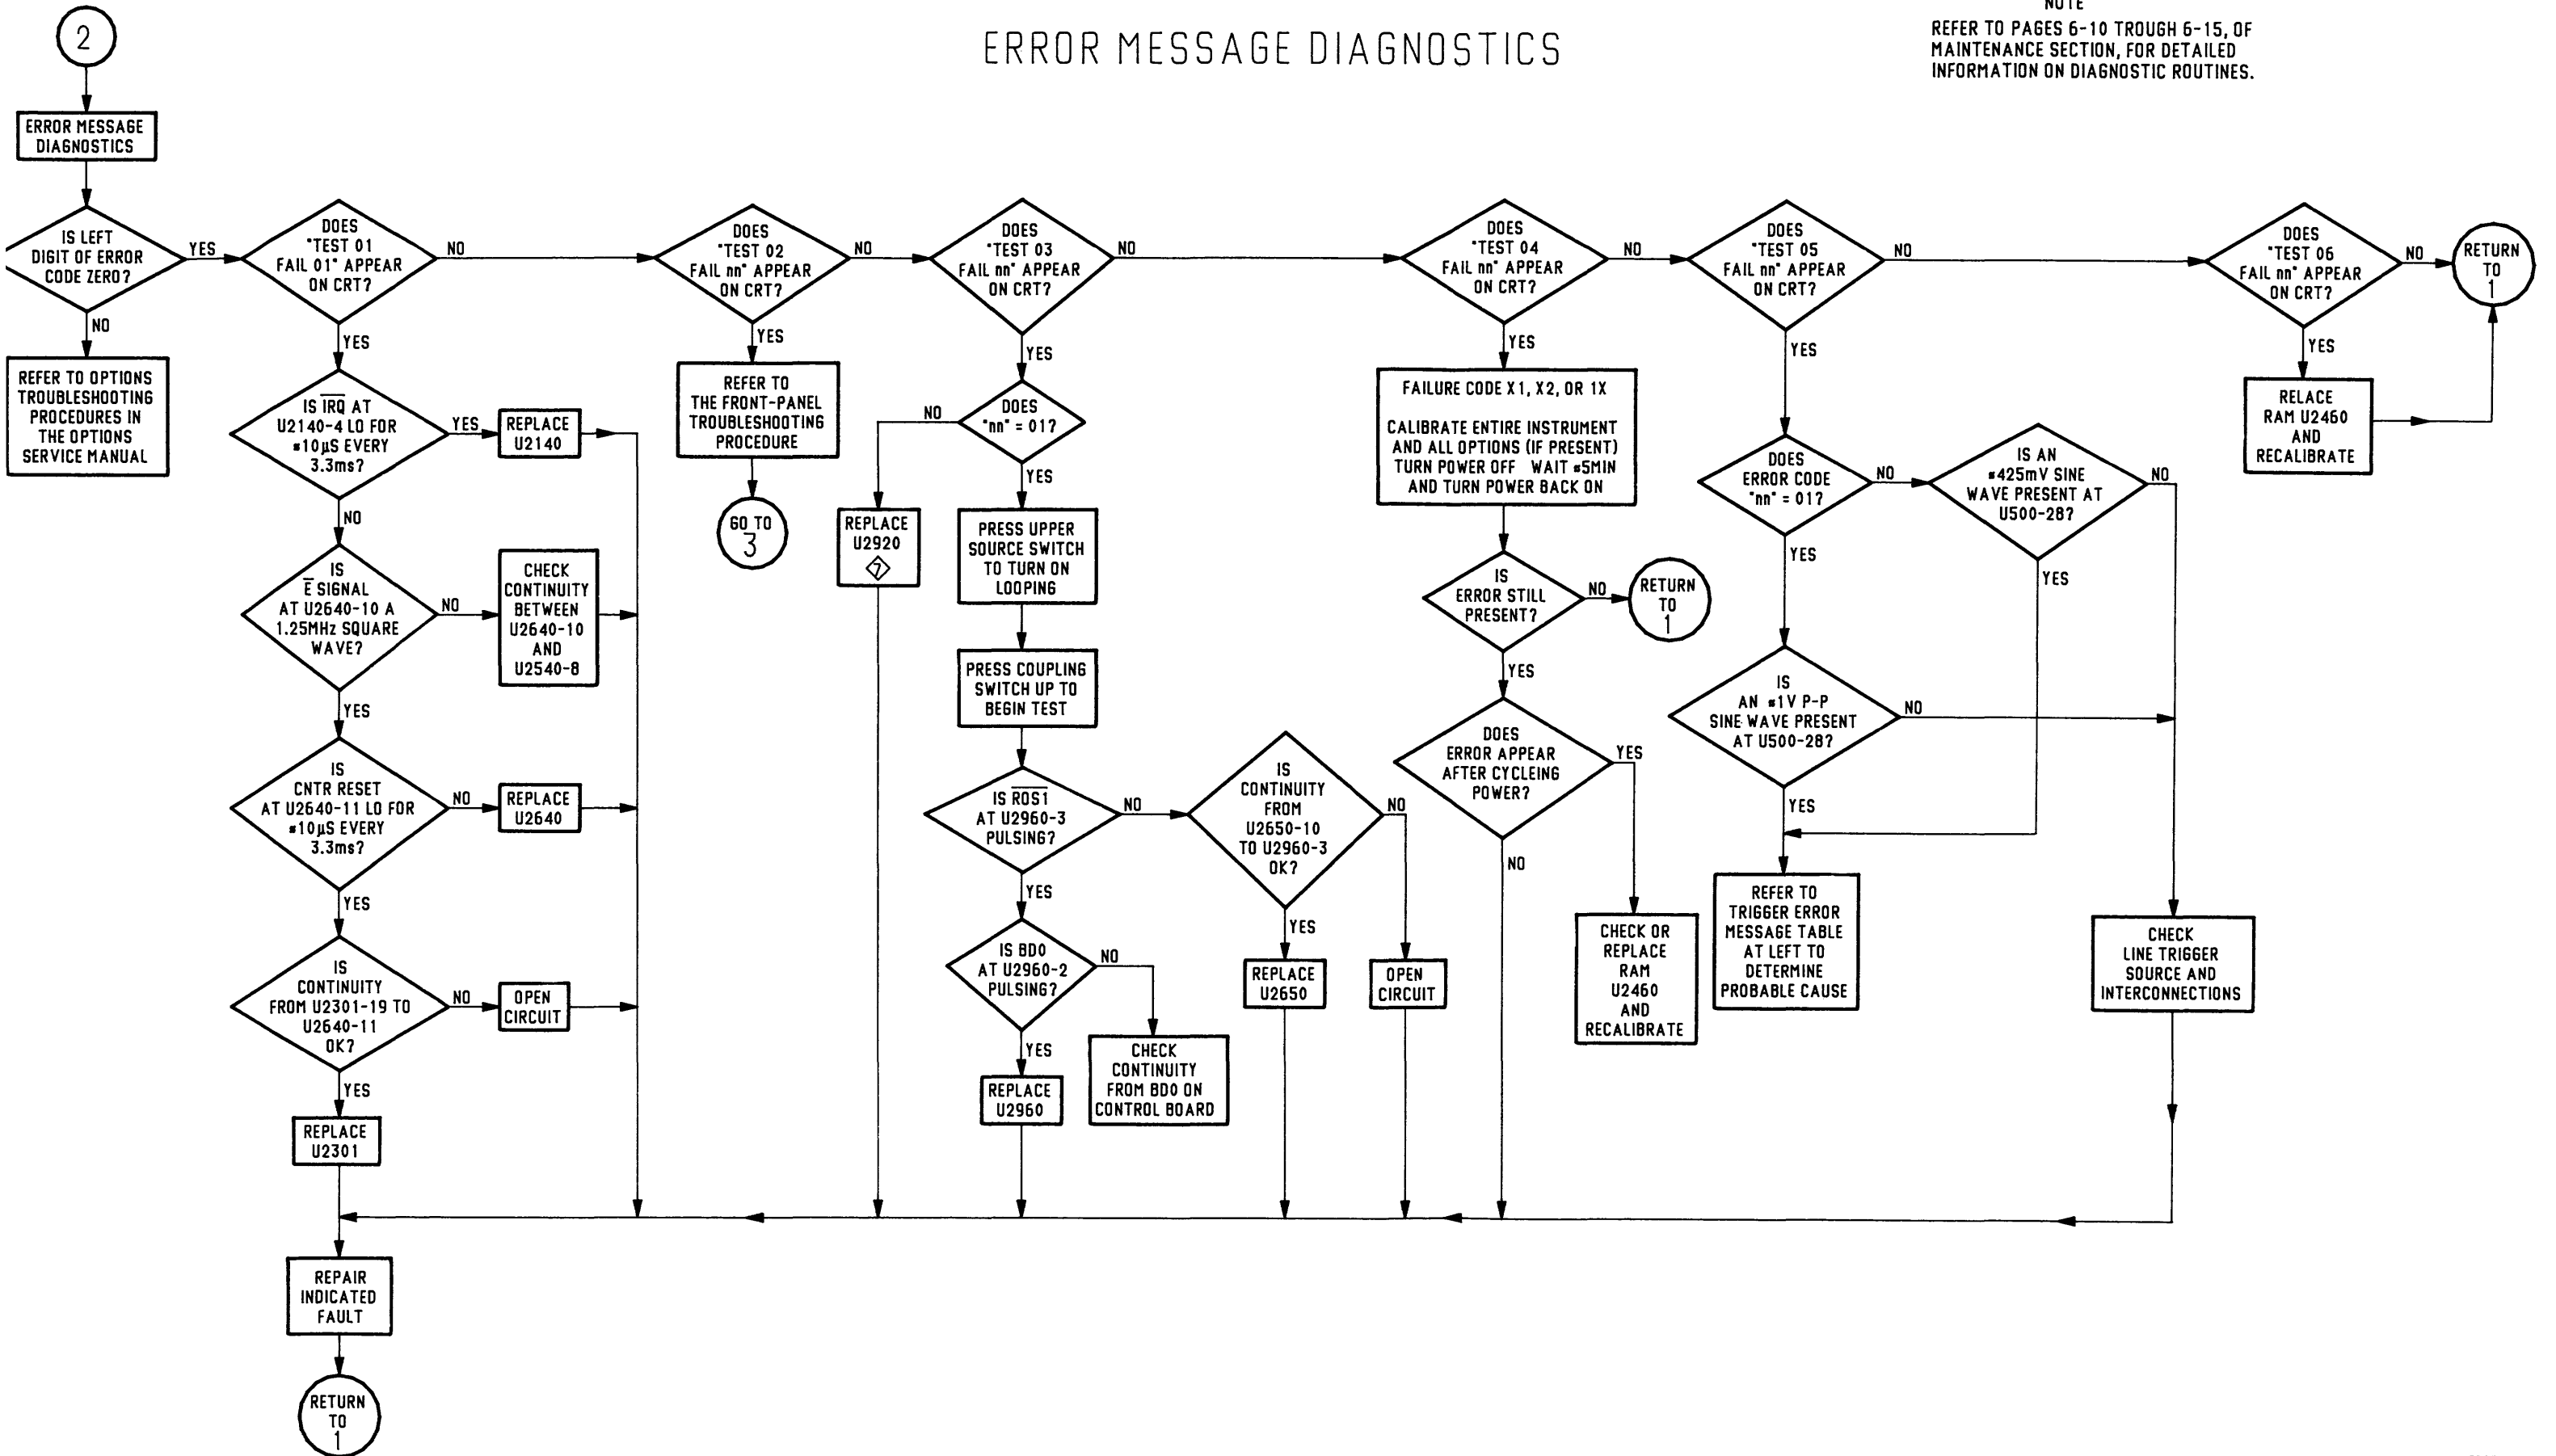 2
ERROR MESSAGE DIAGNOSTICS
NOTE
REFER TO PAGES 6-10 TROUGH 6-15, OF
MAINTENANCE SECTION, FOR DETAILED
INFORMATION ON DIAGNOSTIC ROUTINES.
ERROR MESSAGE
DIAGNOSTICS
IS LEFT
DIGIT OF ERROR
CODE ZERO?
YES
NO
REFER TO OPTIONS
TROUBLESHOOTING
PROCEDURES IN
THE OPTIONS
SERVICE MANUAL
DOES
"TEST 01
FAIL 01" APPEAR
ON CRT?
NO
YES
IS IRQ AT
U2140-4 LO FOR
≈10µS EVERY
3.3ms?
YES
REPLACE
U2140
NO
IS
E SIGNAL
AT U2640-10 A
1.25MHz SQUARE
WAVE?
NO
CHECK
CONTINUITY
BETWEEN
U2640-10
AND
U2540-8
YES
IS
CNTR RESET
AT U2640-11 LO FOR
≈10µS EVERY
3.3ms?
NO
REPLACE
U2640
YES
IS
CONTINUITY
FROM U2301-19 TO
U2640-11
OK?
NO
OPEN
CIRCUIT
YES
REPLACE
U2301
REPAIR
INDICATED
FAULT
RETURN
TO
1
DOES
"TEST 02
FAIL nn" APPEAR
ON CRT?
NO
YES
REFER TO
THE FRONT-PANEL
TROUBLESHOOTING
PROCEDURE
GO TO
3
DOES
"TEST 03
FAIL nn" APPEAR
ON CRT?
NO
YES
DOES
"nn" = 01?
NO
REPLACE
U2920
7
YES
PRESS UPPER
SOURCE SWITCH
TO TURN ON
LOOPING
PRESS COUPLING
SWITCH UP TO
BEGIN TEST
IS ROS1
AT U2960-3
PULSING?
NO
IS
CONTINUITY
FROM
U2650-10
TO U2960-3
OK?
NO
YES
REPLACE
U2650
OPEN
CIRCUIT
YES
IS BD0
AT U2960-2
PULSING?
NO
CHECK
CONTINUITY
FROM BD0 ON
CONTROL BOARD
YES
REPLACE
U2960
DOES
"TEST 04
FAIL nn" APPEAR
ON CRT?
NO
YES
FAILURE CODE X1, X2, OR 1X
CALIBRATE ENTIRE INSTRUMENT
AND ALL OPTIONS (IF PRESENT)
TURN POWER OFF WAIT ≈5MIN
AND TURN POWER BACK ON
IS
ERROR STILL
PRESENT?
NO
RETURN
TO
1
YES
DOES
ERROR APPEAR
AFTER CYCLEING
POWER?
YES
NO
CHECK OR
REPLACE
RAM
U2460
AND
RECALIBRATE
DOES
"TEST 05
FAIL nn" APPEAR
ON CRT?
NO
YES
DOES
ERROR CODE
"nn" = 01?
NO
IS AN
≈425mV SINE
WAVE PRESENT AT
U500-28?
NO
YES
YES
IS
AN ≈1V P-P
SINE WAVE PRESENT
AT U500-28?
NO
YES
REFER TO
TRIGGER ERROR
MESSAGE TABLE
AT LEFT TO
DETERMINE
PROBABLE CAUSE
CHECK
LINE TRIGGER
SOURCE AND
INTERCONNECTIONS
DOES
"TEST 06
FAIL nn" APPEAR
ON CRT?
NO
YES
RELACE
RAM U2460
AND
RECALIBRATE
RETURN
TO
1